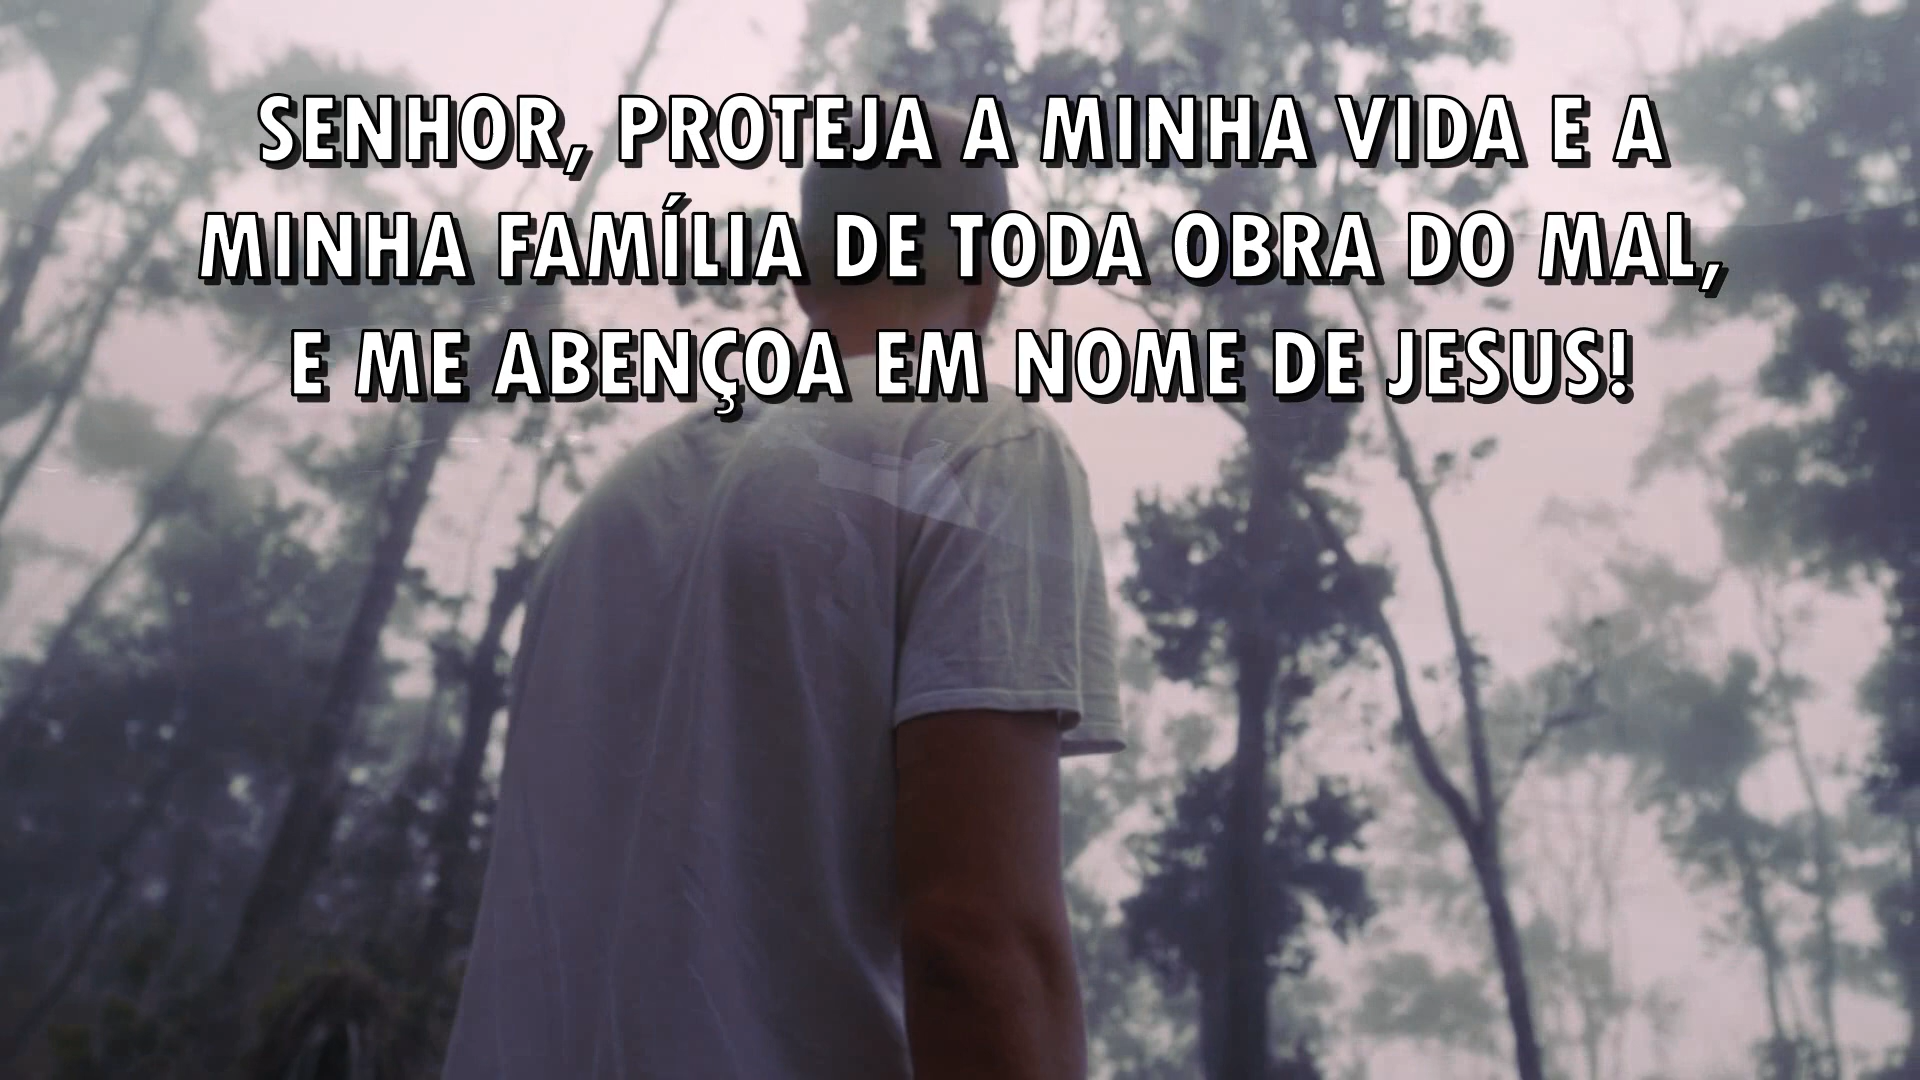 SENHOR, PROTEJA A MINHA VIDA E A
MINHA FAMÍLIA DE TODA OBRA DO MAL,
E ME ABENÇOA EM NOME DE JESUS!